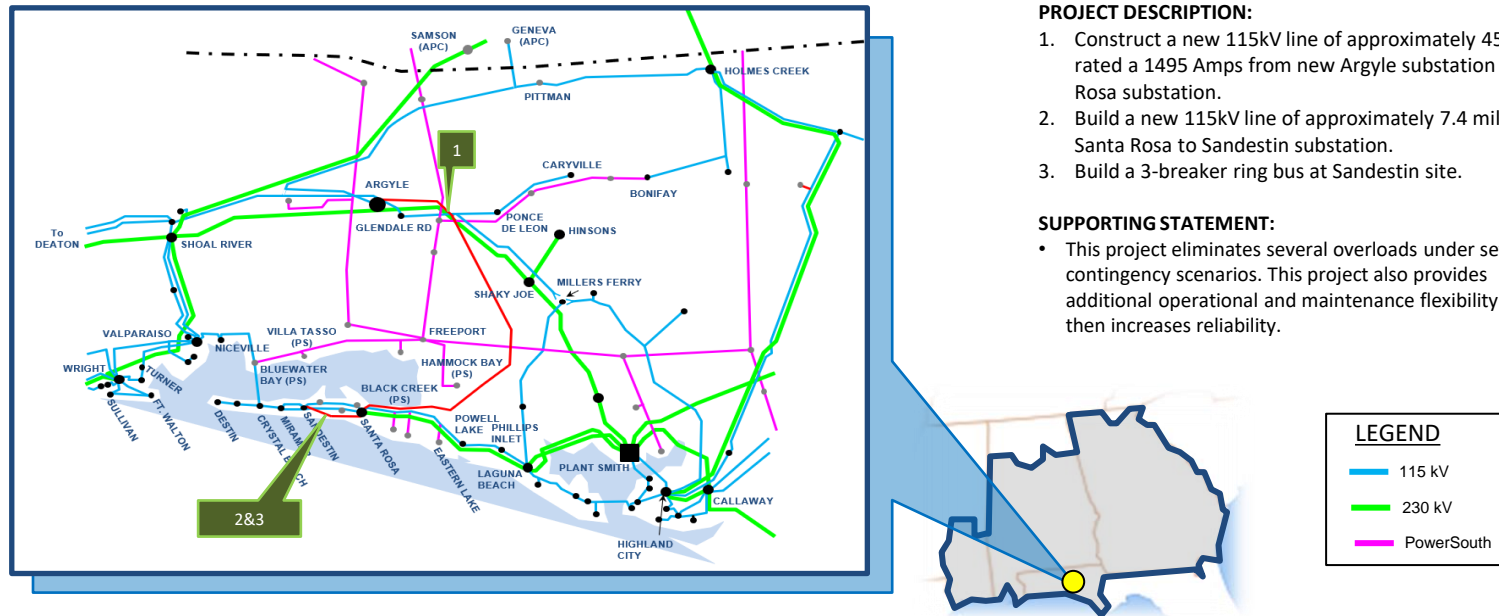 SAMSON
(APC)
GENEVA
(APC)
HOLMES CREEK
PITTMAN
1
CARYVILLE
ARGYLE
BONIFAY
PONCE
DE LEON
HINSONS
GLENDALE RD
To
DEATON
SHOAL RIVER
MILLERS FERRY
SHAKY JOE
VALPARAISO
VILLA TASSO
(PS)
FREEPORT
NICEVILLE
WRIGHT
BLUEWATER
BAY (PS)
HAMMOCK BAY
(PS)
TURNER
BLACK CREEK
(PS)
SULLIVAN
FT. WALTON
DESTIN
CRYSTAL
MIRAM
SANDESTIN
SANTA ROSA
EASTERN LAKE
POWELL
LAKE
PHILLIPS
INLET
LAGUNA
BEACH
PLANT SMITH
CALLAWAY
2&3
HIGHLAND
CITY
PROJECT DESCRIPTION:
1. Construct a new 115kV line of approximately 45
rated a 1495 Amps from new Argyle substation
Rosa substation.
2. Build a new 115kV line of approximately 7.4 mil
Santa Rosa to Sandestin substation.
3. Build a 3-breaker ring bus at Sandestin site.
SUPPORTING STATEMENT:
• This project eliminates several overloads under se
contingency scenarios. This project also provides
additional operational and maintenance flexibility
then increases reliability.
LEGEND
115 kV
230 kV
PowerSouth